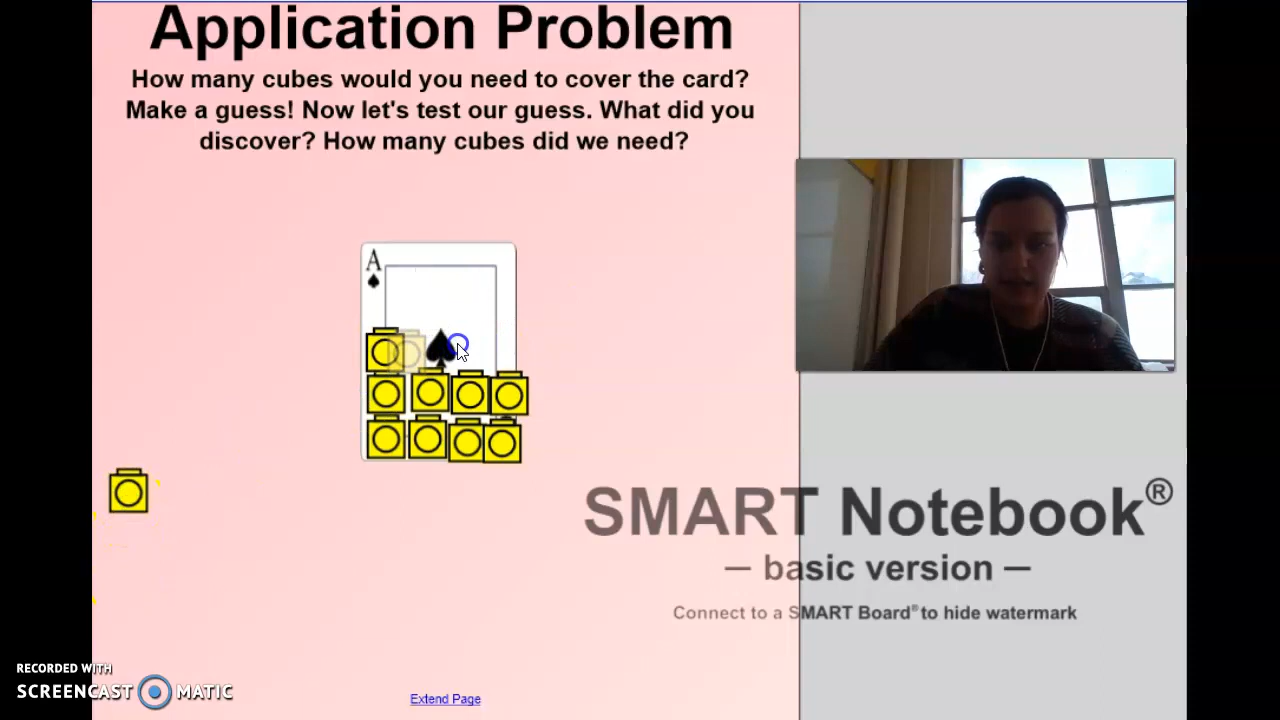 Application Problem
How many cubes would you need to cover the card?
Make a guess! Now let's test our guess. What did you
discover? How many cubes did we need?
A
SMART Notebook®
— basic version —
Connect to a SMART Board® to hide watermark
RECORDED WITH
SCREENCAST MATIC
Extend Page